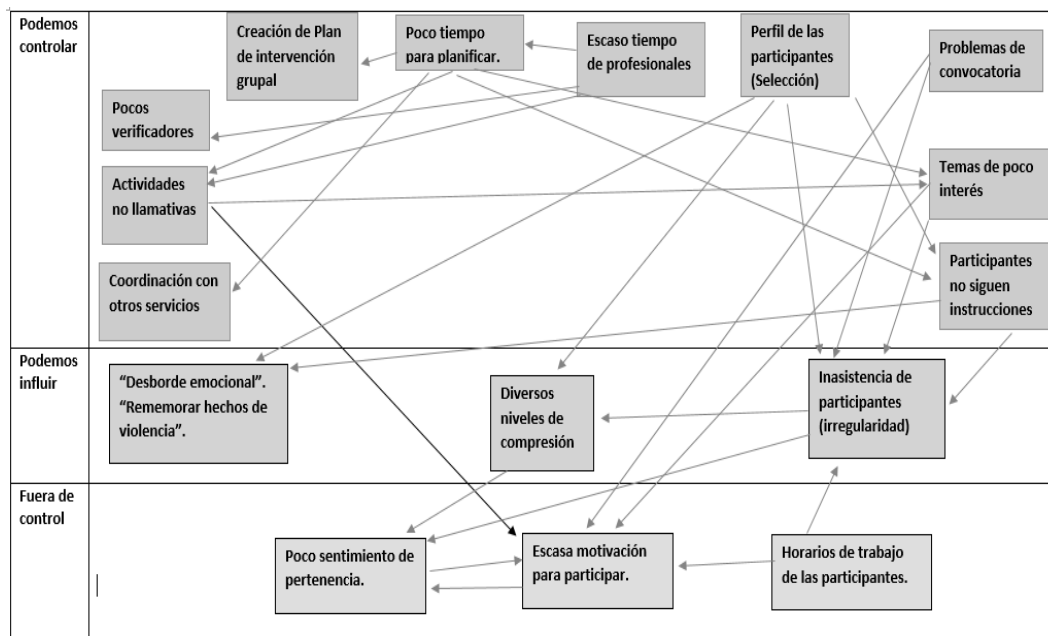 Podemos
controlar
Creación de Plan
de intervención
grupal
Poco tiempo
para planificar.
Escaso tiempo
de profesionales
Perfil de las
participantes
(Selección)
Problemas de
convocatoria
Pocos
verificadores
Actividades
no llamativas
Temas de poco
interés
Coordinación con
otros servicios
Participantes
no siguen
instrucciones
Podemos
influir
“Desborde emocional”.
“Rememorar hechos de
violencia”.
Diversos
niveles de
compresión
Inasistencia de
participantes
(irregularidad)
Fuera de
control
Poco sentimiento de
pertenencia.
Escasa motivación
para participar.
Horarios de trabajo
de las participantes.